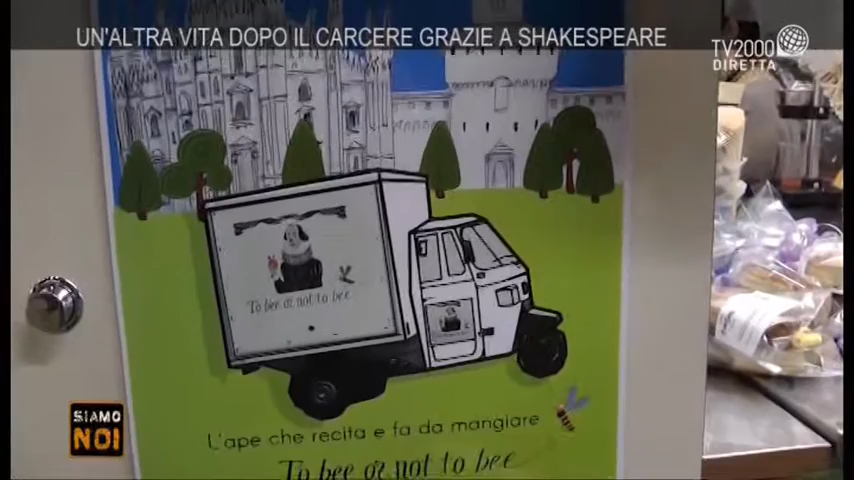 UN'ALTRA VITA DOPO IL CARCERE GRAZIE A SHAKESPEARE
TV2000
DIRETTA
To bee or not to bee
L'ape che recita e fa da mangiare
To bee or not to bee
SIAMO
NOI